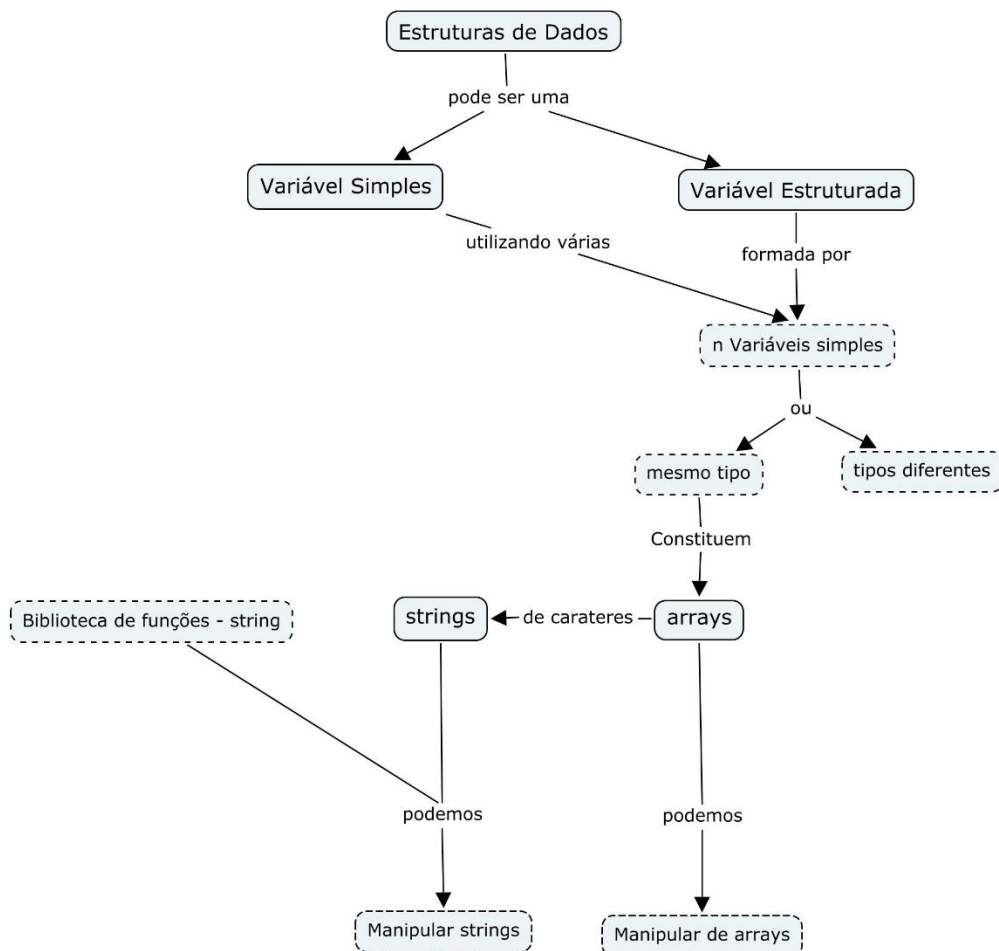 Estruturas de Dados
pode ser uma
Variável Simples
Variável Estruturada
utilizando várias
formada por
n Variáveis simples
ou
mesmo tipo
tipos diferentes
Constituem
Biblioteca de funções - string
strings
de carateres
arrays
podemos
podemos
Manipular strings
Manipular de arrays